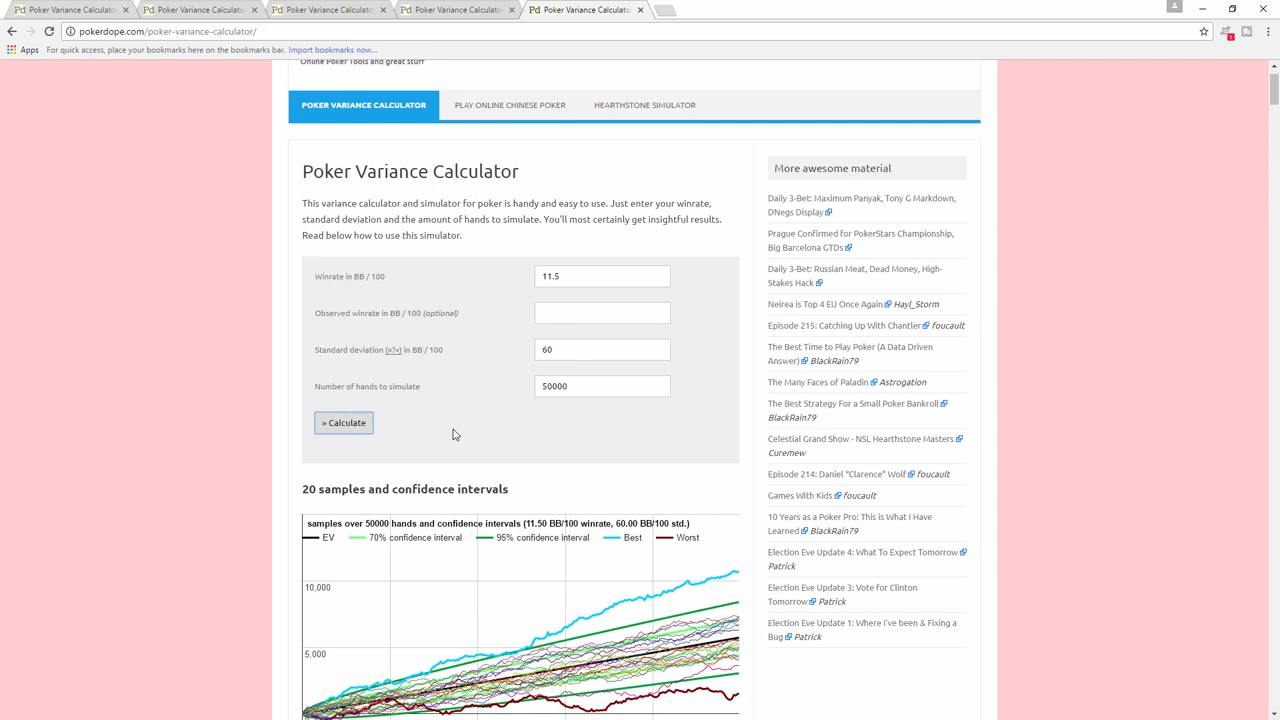 Poker Variance Calculator
Poker Variance Calculato
Poker Variance Calculator
Poker Variance Calculator
Poker Variance Calculato
pokerdope.com/poker-variance-calculator/
Apps For quick access, place your bookmarks here on the bookmarks bar. Import bookmarks now...
Online Poker Tools and great stuff
POKER VARIANCE CALCULATOR PLAY ONLINE CHINESE POKER HEARTHSTONE SIMULATOR
Poker Variance Calculator
This variance calculator and simulator for poker is handy and easy to use. Just enter your winrate,
standard deviation and the amount of hands to simulate. You'll most certainly get insightful results.
Read below how to use this simulator.
Winrate in BB / 100 11.5
Observed winrate in BB / 100 (optional)
Standard deviation (»?«) in BB / 100 60
Number of hands to simulate 50000
» Calculate
20 samples and confidence intervals
samples over 50000 hands and confidence intervals (11.50 BB/100 winrate, 60.00 BB/100 std.)
EV 70% confidence interval 95% confidence interval Best Worst
10,000
5,000
More awesome material
Daily 3-Bet: Maximum Panyak, Tony G Markdown,
DNegs Display
Prague Confirmed for PokerStars Championship,
Big Barcelona GTDs
Daily 3-Bet: Russian Meat, Dead Money, High-
Stakes Hack
Neirea is Top 4 EU Once Again Hayl_Storm
Episode 215: Catching Up With Chantler foucault
The Best Time to Play Poker (A Data Driven
Answer) BlackRain79
The Many Faces of Paladin Astrogation
The Best Strategy For a Small Poker Bankroll
BlackRain79
Celestial Grand Show - NSL Hearthstone Masters
Curemew
Episode 214: Daniel "Clarence" Wolf foucault
Games With Kids foucault
10 Years as a Poker Pro: This is What I Have
Learned BlackRain79
Election Eve Update 4: What To Expect Tomorrow
Patrick
Election Eve Update 3: Vote for Clinton
Tomorrow Patrick
Election Eve Update 1: Where I've been & Fixing a
Bug Patrick